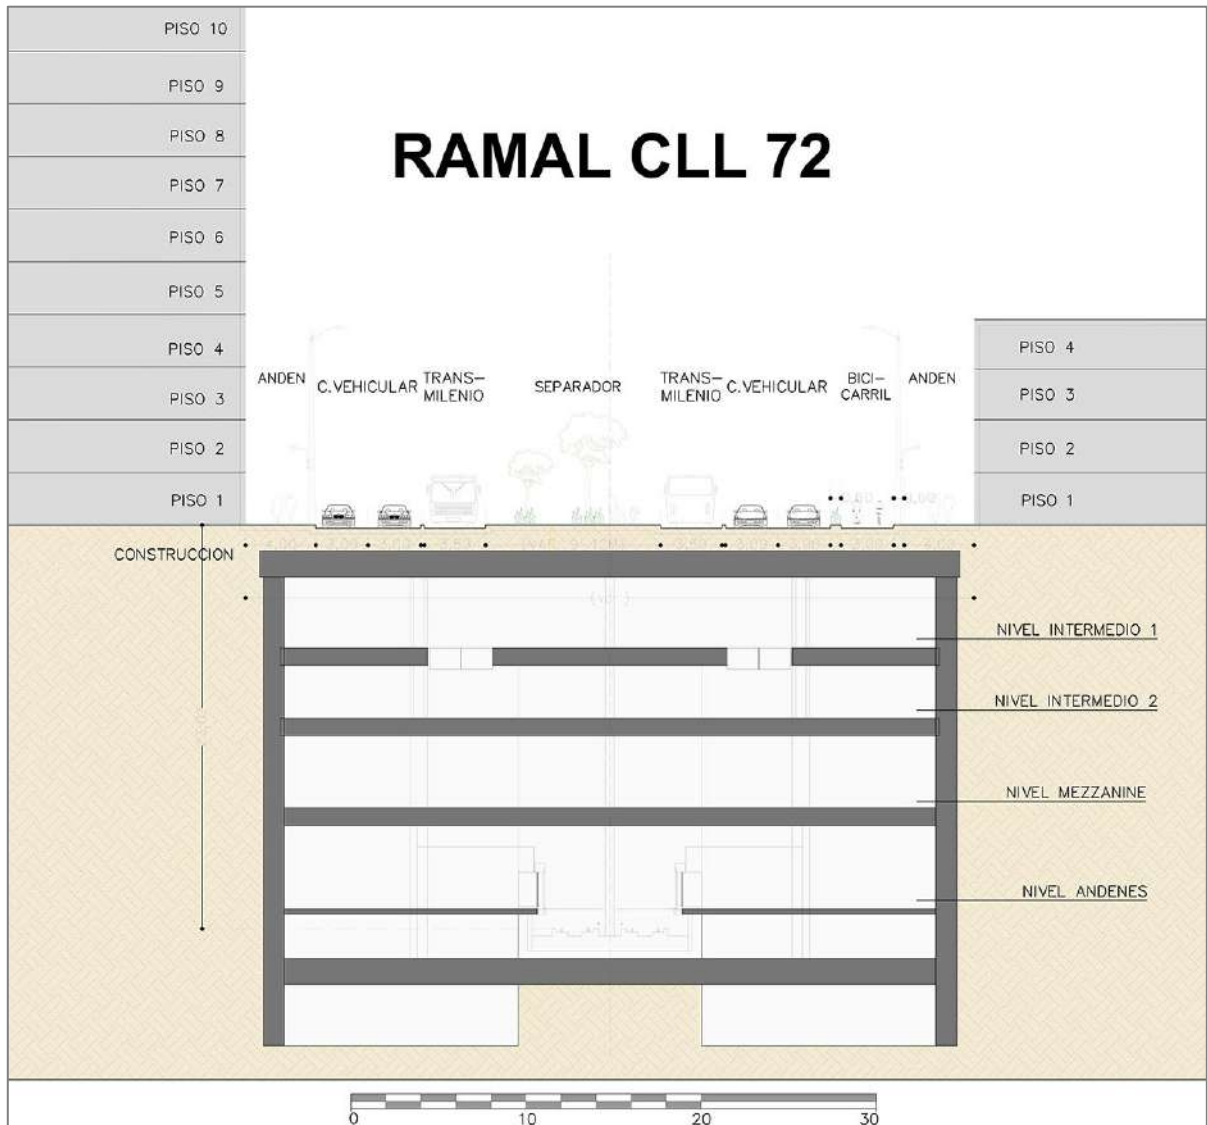 PISO 10
PISO 9
PISO 8
RAMAL CLL 72
PISO 7
PISO 6
PISO 5
PISO 4
PISO 4
ANDEN
C.VEHICULAR
TRANS-
MILENIO
SEPARADOR
TRANS-
MILENIO
C.VEHICULAR
BICI-
CARRIL
ANDEN
PISO 3
PISO 3
PISO 2
PISO 2
PISO 1
PISO 1
CONSTRUCCION
NIVEL INTERMEDIO 1
NIVEL INTERMEDIO 2
NIVEL MEZZANINE
NIVEL ANDENES
0 10 20 30